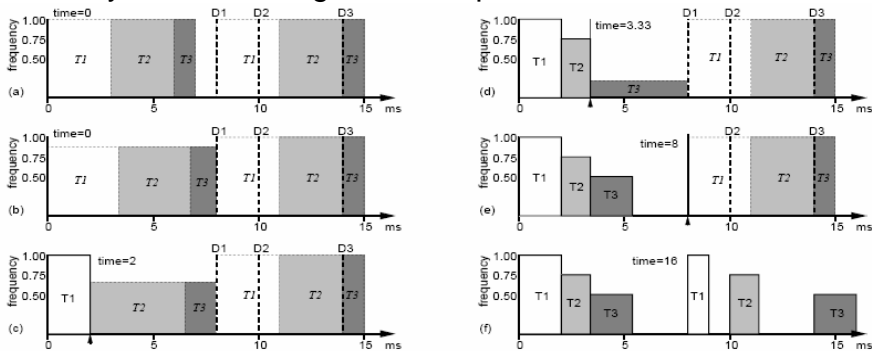 time=0
D1 D2 D3
frequency
1.00
0.75
0.50
T1 T2 T3 T1 T2 T3
(a)
0 5 10 15 ms
time=0
D1 D2 D3
frequency
1.00
0.75
0.50
T1 T2 T3 T1 T2 T3
(b)
0 5 10 15 ms
time=2
D1 D2 D3
frequency
1.00
0.75
0.50
T1 T2 T3 T1 T2 T3
(c)
0 5 10 15 ms
time=3.33
D1 D2 D3
frequency
1.00
0.75
0.50
T1 T2 T3 T1 T2 T3
(d)
0 5 10 15 ms
time=8
D1 D2 D3
frequency
1.00
0.75
0.50
T1 T2 T3 T1 T2 T3
(e)
0 5 10 15 ms
time=16
frequency
1.00
0.75
0.50
T1 T2 T3 T1 T2 T3
(f)
0 5 10 15 ms